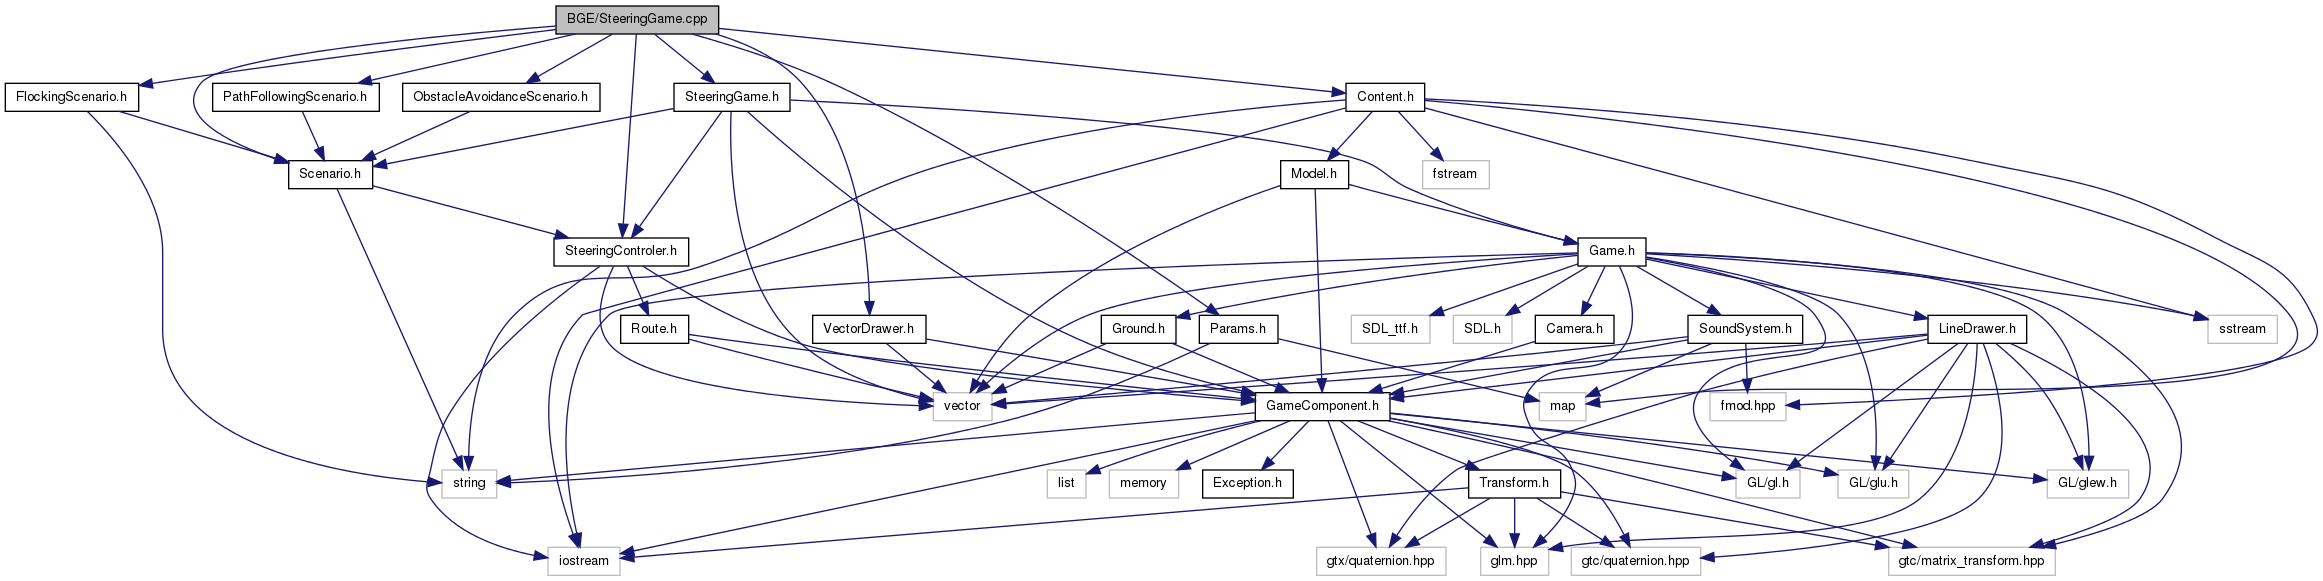 BGE/SteeringGame.cpp
FlockingScenario.h
PathFollowingScenario.h
ObstacleAvoidanceScenario.h
SteeringGame.h
Content.h
Scenario.h
Model.h
fstream
SteeringControler.h
Game.h
Route.h
VectorDrawer.h
Ground.h
Params.h
SDL_ttf.h
SDL.h
Camera.h
SoundSystem.h
LineDrawer.h
sstream
vector
GameComponent.h
map
fmod.hpp
string
list
memory
Exception.h
Transform.h
GL/gl.h
GL/glu.h
GL/glew.h
iostream
gtx/quaternion.hpp
glm.hpp
gtc/quaternion.hpp
gtc/matrix_transform.hpp